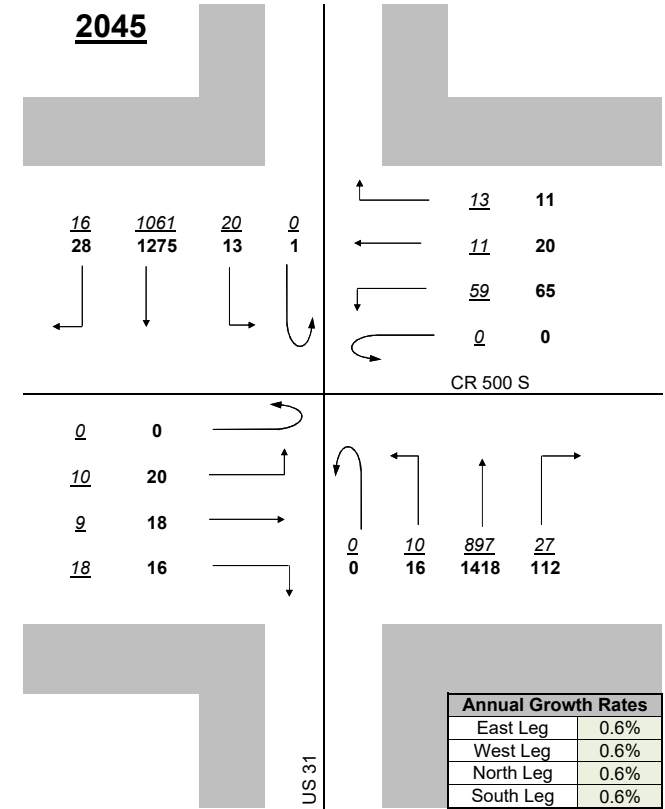 2045
16 1061 20 0
28 1275 13 1
13 11
11 20
59 65
0 0
CR 500 S
0 0
10 20
9 18
18 16
0 10 897 27
0 16 1418 112
US 31
Annual Growth Rates
East Leg 0.6%
West Leg 0.6%
North Leg 0.6%
South Leg 0.6%